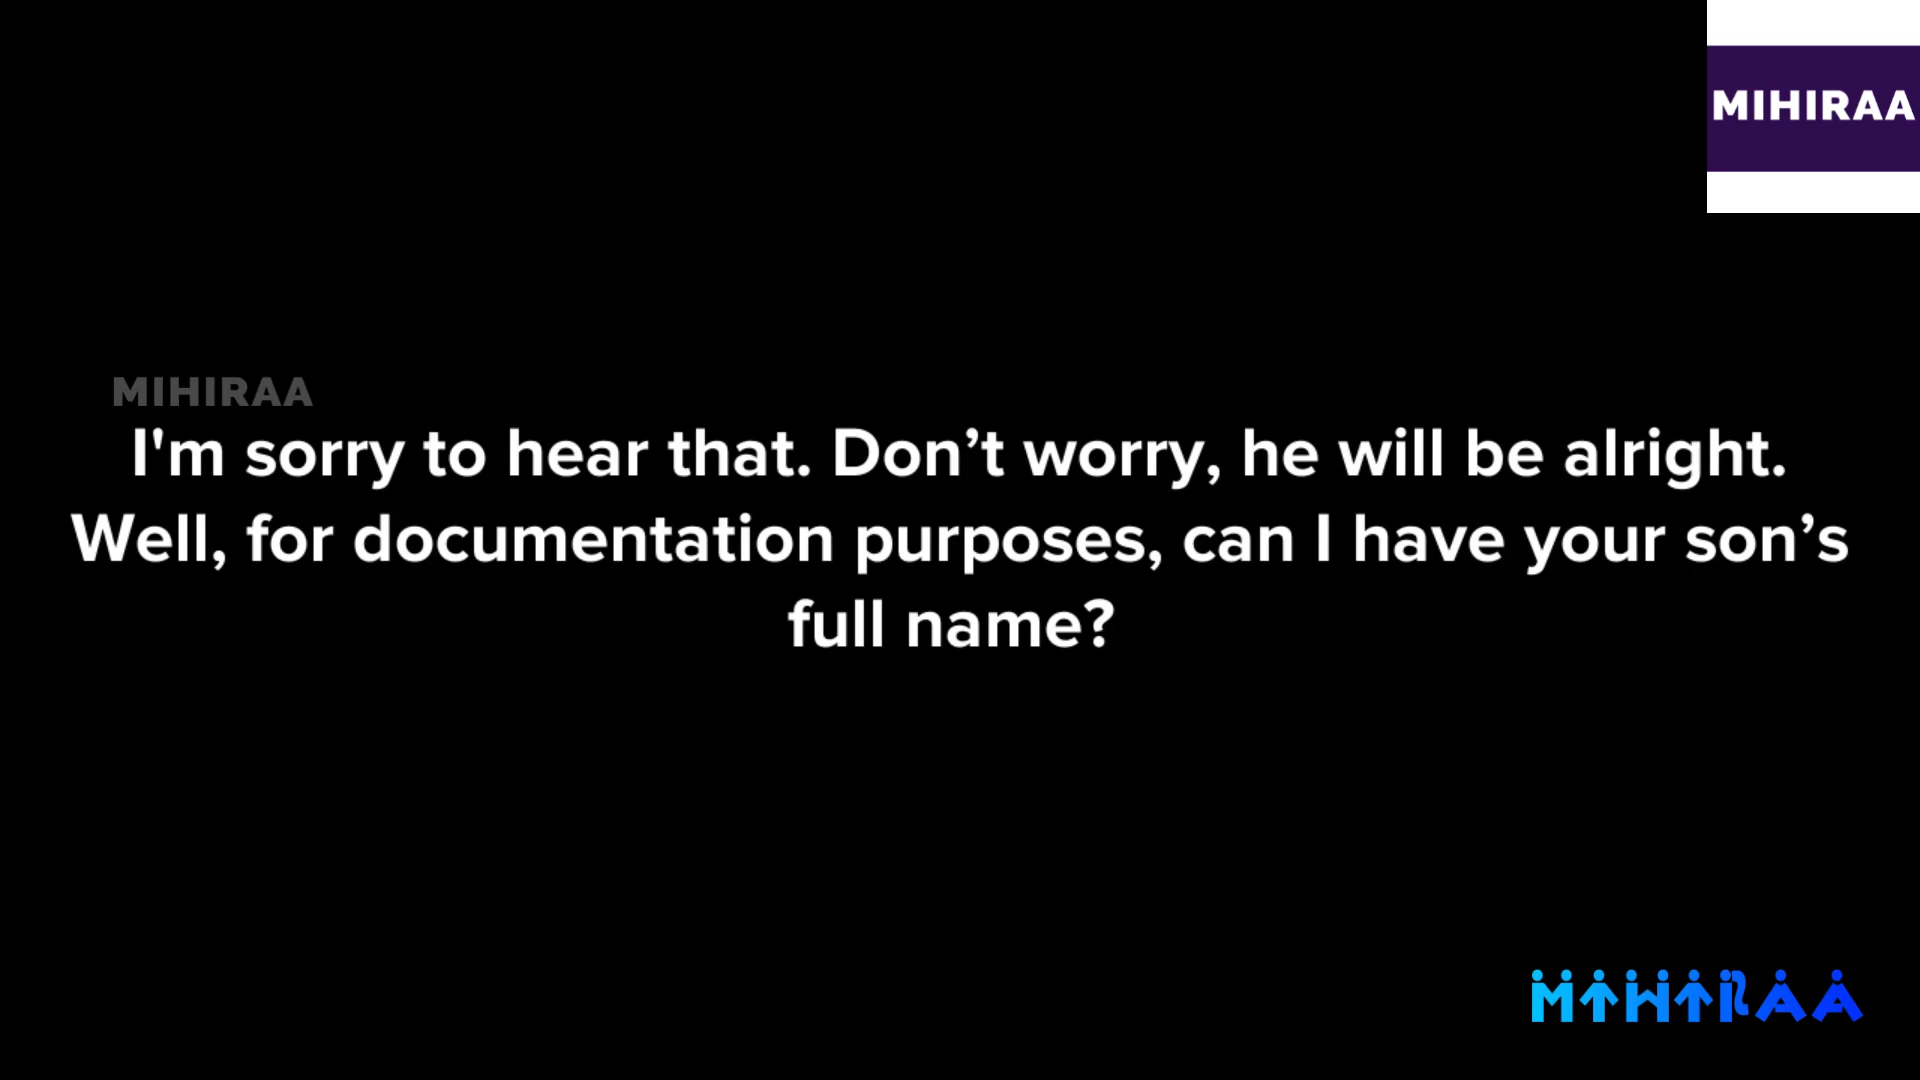 MIHIRAA
MIHIRAA
I'm sorry to hear that. Don’t worry, he will be alright.
Well, for documentation purposes, can I have your son’s
full name?
MIHIRAA